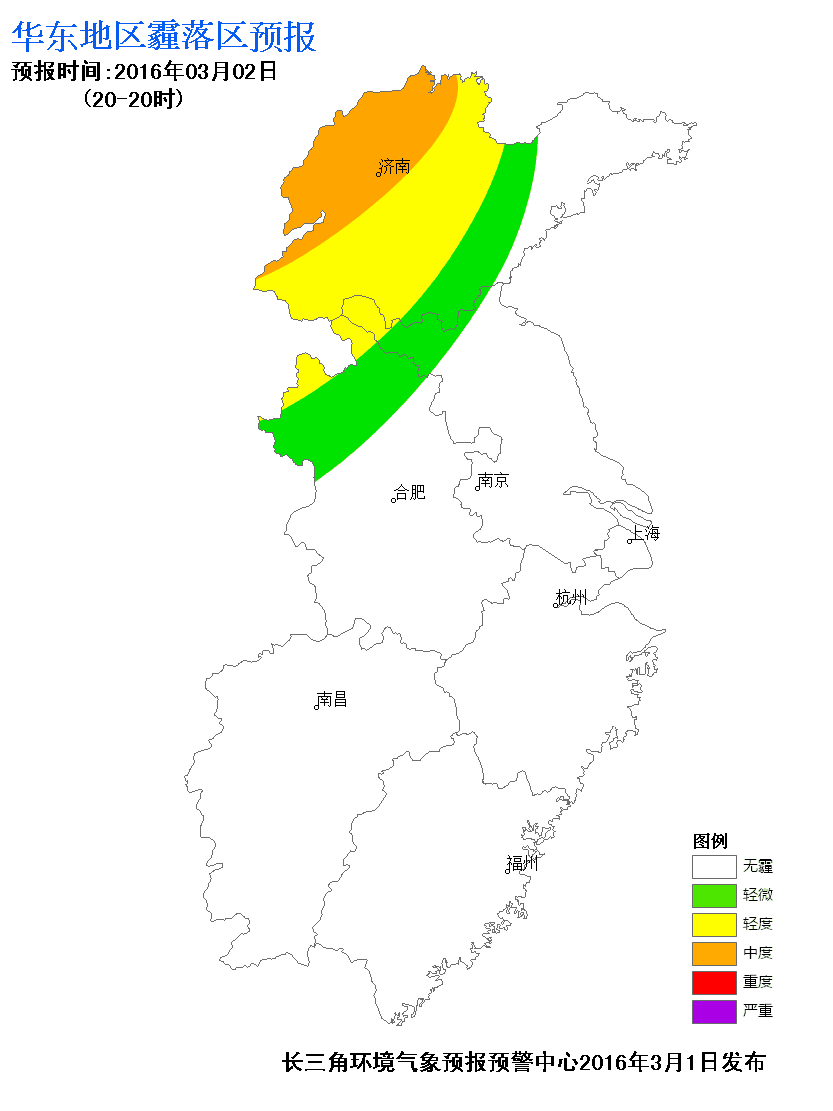 华东地区霾落区预报
预报时间:2016年03月02日
(20-20时)
济南
合肥
南京
上海
杭州
南昌
福州
图例
无霾
轻微
轻度
中度
重度
严重
长三角环境气象预报预警中心2016年3月1日发布